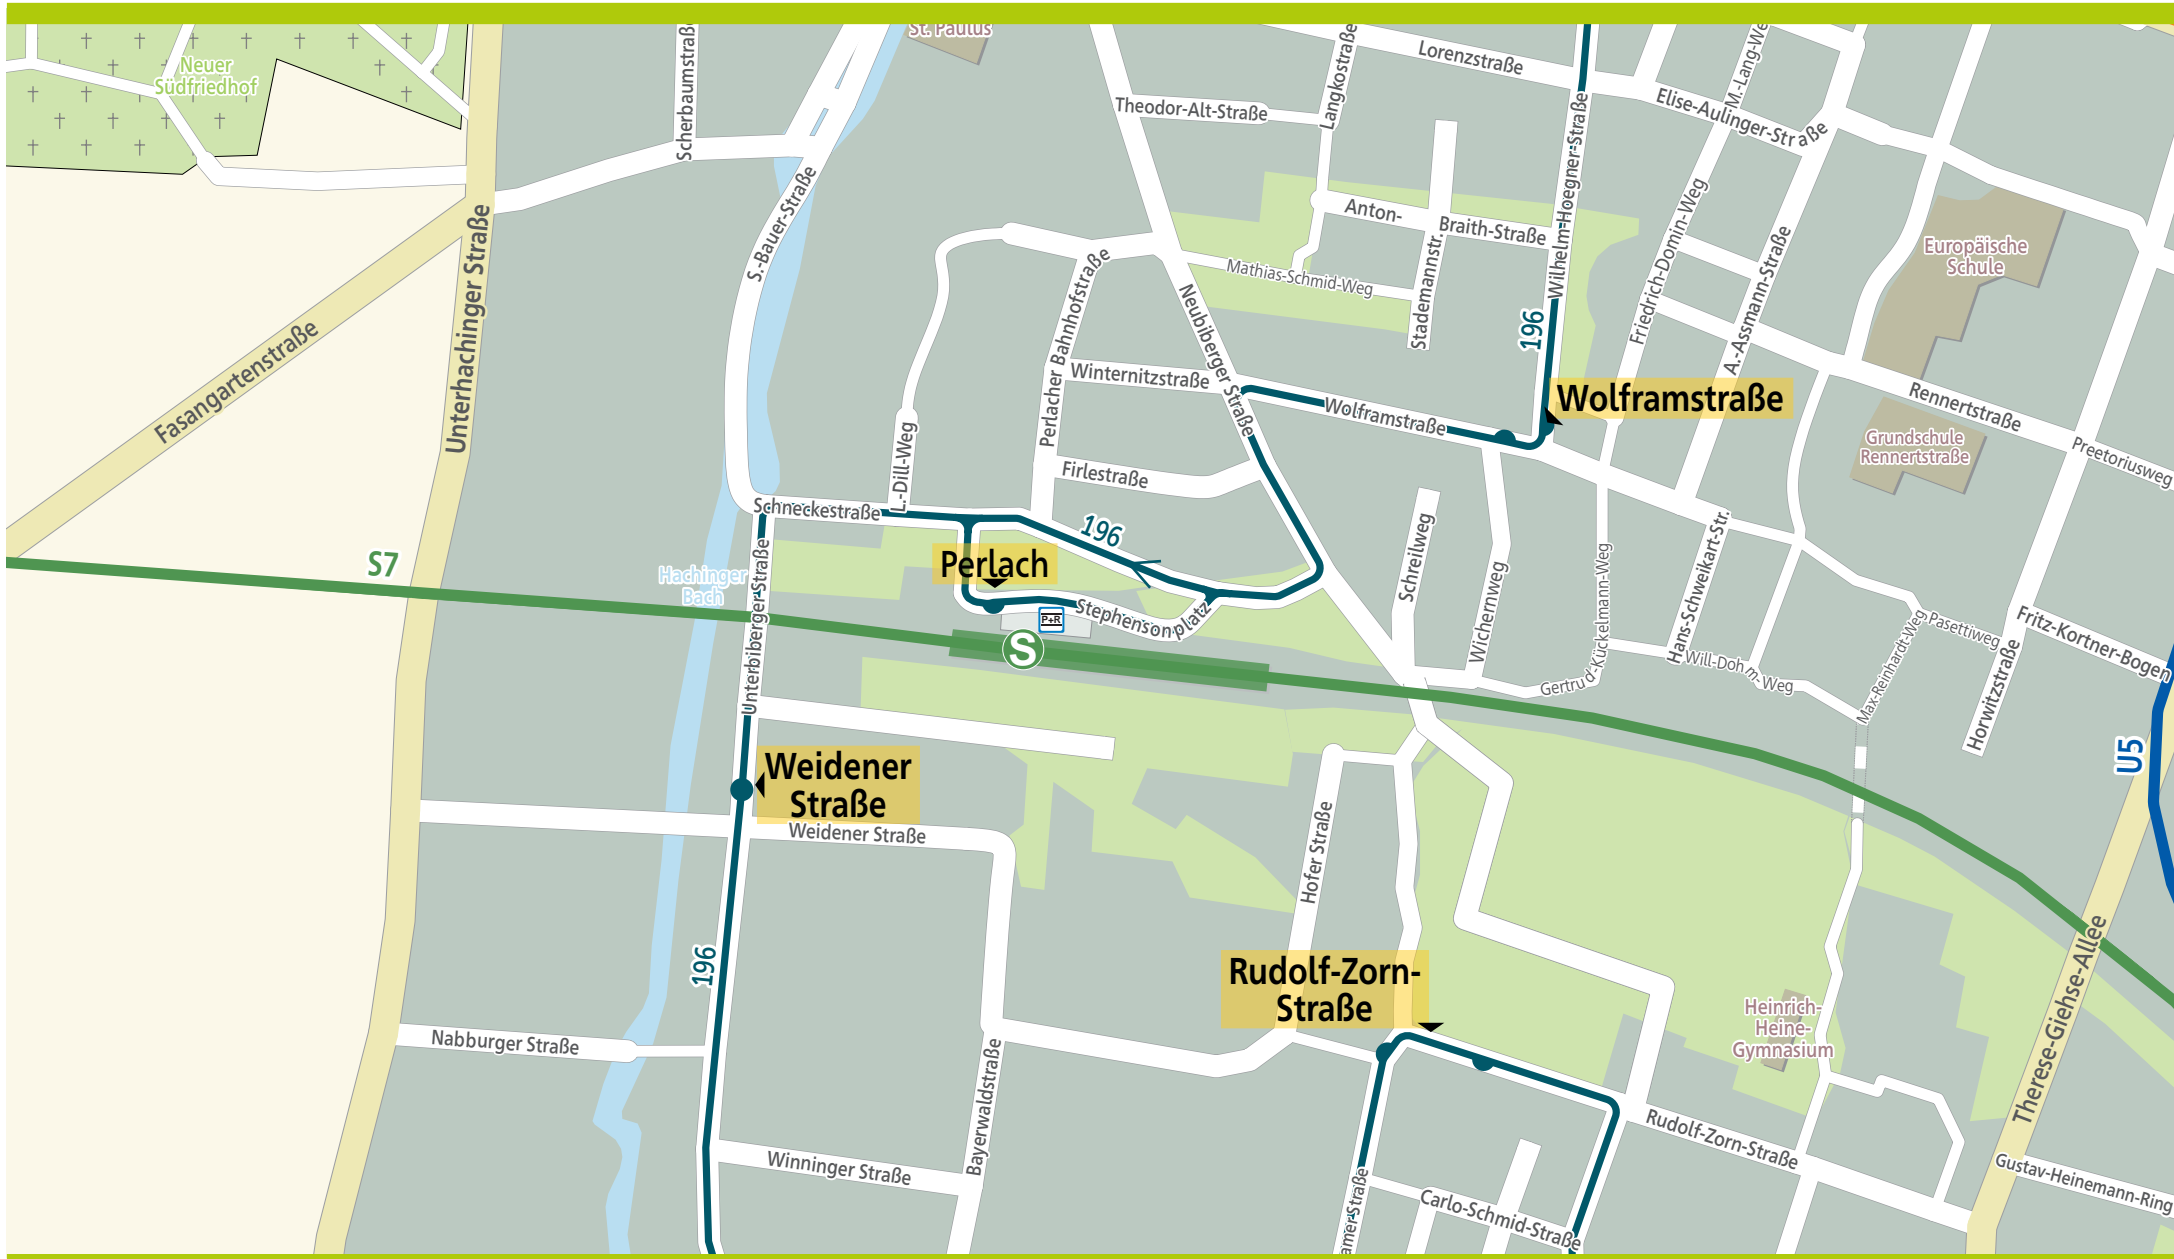 St. Paulus
Neuer
Südfriedhof
Scherbaumstraße
Lorenzstraße
Langkostraße
M.-Lang-We
Theodor-Alt-Straße
Elise-Aulinger-Straße
Wilhelm-Hoegner-Straße
S.-Bauer-Straße
Unterhachinger Straße
Fasangartenstraße
Anton-
Braith-Straße
Mathias-Schmid-Weg
Stademannstr.
Friedrich-Domin-Weg
A.-Assmann-Straße
Europäische
Schule
Perlacher Bahnhofstraße
Neubiberger Straße
196
Winternitzstraße
Wolframstraße
Wolframstraße
Rennertstraße
Grundschule
Rennertstraße
Preetoriusweg
L.-Dill-Weg
Firlestraße
Schneckestraße
196
Perlach
Schreilweg
Wichernweg
Gertrud-Kückelmann-Weg
Hans-Schweikart-Str.
S7
Hachinger
Bach
Unterbiberger Straße
P+R
Stephensonplatz
S
Will-Dohm-Weg
Max-Reinhardt-Weg
Pasettiweg
Fritz-Kortner-Bogen
Horwitzstraße
U5
Weidener
Straße
Weidener Straße
Hofer Straße
196
Rudolf-Zorn-
Straße
Heinrich-
Heine-
Gymnasium
Therese-Giehse-Allee
Nabburger Straße
Bayerwaldstraße
Winninger Straße
Rudolf-Zorn-Straße
Carlo-Schmid-Straße
Gustav-Heinemann-Ring